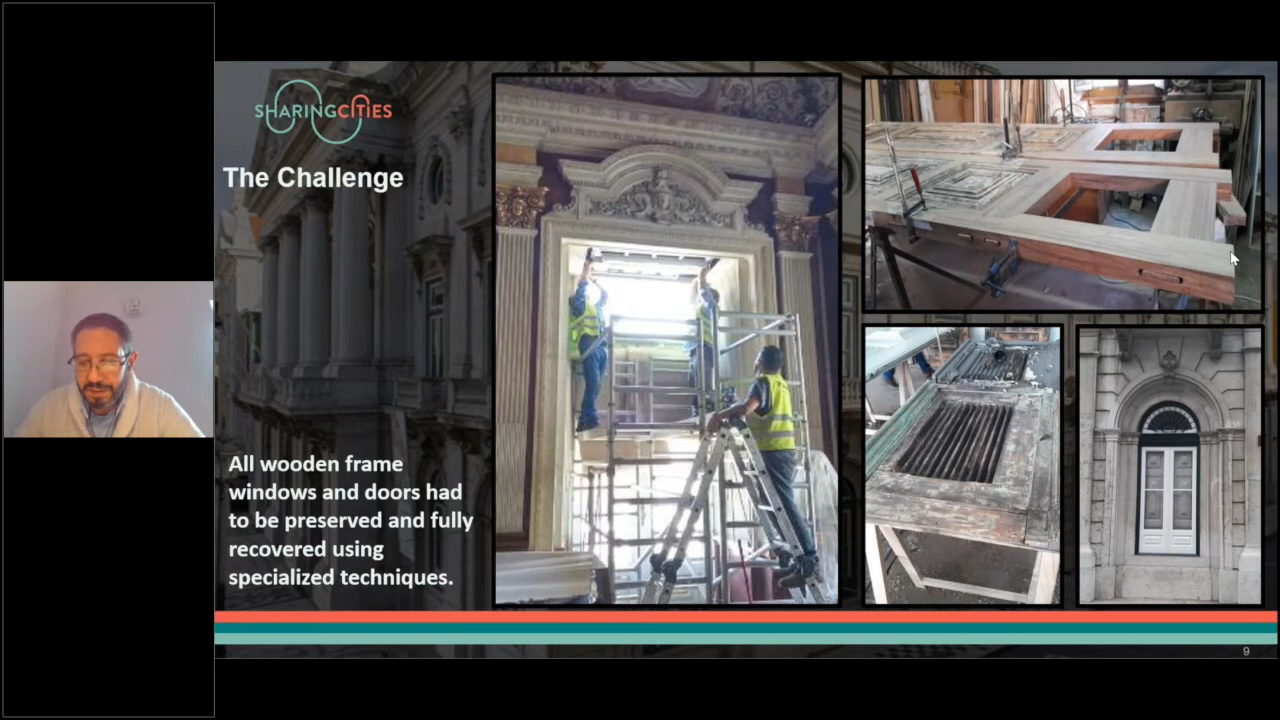 SHARINGCITIES
The Challenge
All wooden frame
windows and doors had
to be preserved and fully
recovered using
specialized techniques.
9